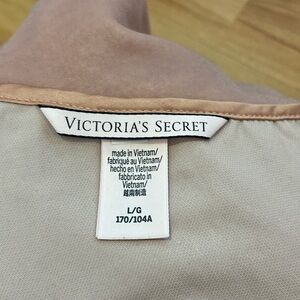 VICTORIA'S SECRET
made in Vietnam/
fabriqué au Vietnam/
hecho en Vietnam/
fabbricato in
Vietnam/
越南制造
L/G
170/104A